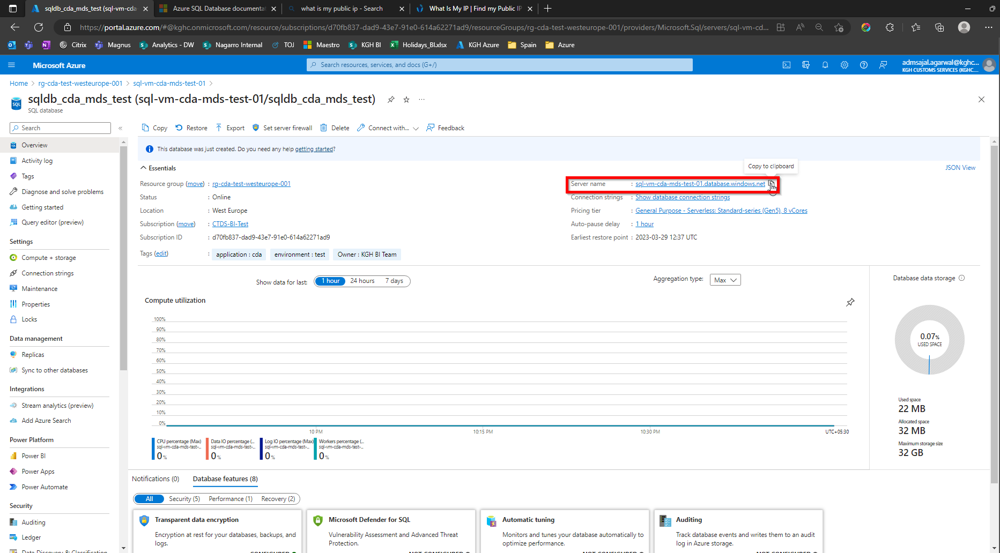 sqldb_cda_mds_test (sql-vm-cda-
Azure SQL Database documenta
what is my public ip - Search
What Is My IP | Find my Public IP
https://portal.azure.com/#@kghc.onmicrosoft.com/resource/subscriptions/d70fb837-dad9-43e7-91e0-614a62271ad9/resourceGroups/rg-cda-test-westeurope-001/providers/Microsoft.Sql/servers/sql-vm-cd...
Citrix
Magnus
Analytics - DW
Nagarro Internal
TOJ
Maestro
KGH BI
Holidays_BI.xlsx
KGH Azure
Spain
Azure
Microsoft Azure
Search resources, services, and docs (G+/)
admsajal.agarwal@kghc...
KGH CUSTOMS SERVICES (KGHC....
Home > rg-cda-test-westeurope-001 > sql-vm-cda-mds-test-01 >
sqldb_cda_mds_test (sql-vm-cda-mds-test-01/sqldb_cda_mds_test)
SQL database
Search
Copy
Restore
Export
Set server firewall
Delete
Connect with...
Feedback
Overview
Activity log
Tags
Diagnose and solve problems
Getting started
Query editor (preview)
Settings
Compute + storage
Connection strings
Maintenance
Properties
Locks
Data management
Replicas
Sync to other databases
Integrations
Stream analytics (preview)
Add Azure Search
Power Platform
Power BI
Power Apps
Power Automate
Security
Auditing
Ledger
Data Discovery & Classification
This database was just created. Do you need any help getting started?
Essentials
Copy to clipboard
JSON View
Resource group (move) : rg-cda-test-westeurope-001
Status : Online
Location : West Europe
Subscription (move) : CTDS-BI-Test
Subscription ID : d70fb837-dad9-43e7-91e0-614a62271ad9
Tags (edit) : application : cda environment : test Owner : KGH BI Team
Server name : sql-vm-cda-mds-test-01.database.windows.net
Connection strings : Show database connection strings
Pricing tier : General Purpose - Serverless: Standard-series (Gen5), 8 vCores
Auto-pause delay : 1 hour
Earliest restore point : 2023-03-29 12:37 UTC
Show data for last: 1 hour 24 hours 7 days
Aggregation type: Max
Compute utilization
100%
90%
80%
70%
60%
50%
40%
30%
20%
10%
0%
10 PM
10:15 PM
10:30 PM
UTC+05:30
CPU percentage (Max)
sql-vm-cda-mds-test-...
0 %
Data IO percentage (...
sql-vm-cda-mds-test-...
0 %
Log IO percentage (Max)
sql-vm-cda-mds-test-...
0 %
Workers percentage (...
sql-vm-cda-mds-test-...
0 %
Database data storage
0.07%
USED SPACE
Used space
22 MB
Allocated space
32 MB
Maximum storage size
32 GB
Notifications (0)
Database features (8)
All
Security (5)
Performance (1)
Recovery (2)
Transparent data encryption
Encryption at rest for your databases, backups, and
logs.
CONFIGURED
Microsoft Defender for SQL
Vulnerability Assessment and Advanced Threat
Protection.
NOT CONFIGURED
Automatic tuning
Monitors and tunes your database automatically to
optimize performance.
NOT CONFIGURED
Auditing
Track database events and writes them to an audit
log in Azure storage.
NOT CONFIGURED